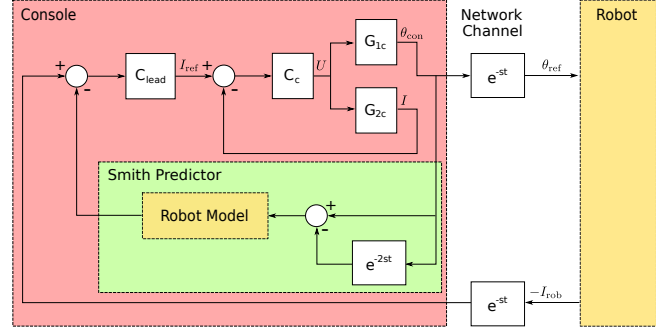 Console
Network
Channel
Robot
+
-
C_lead
I_ref
+
-
C_c
U
G_1c
θ_con
G_2c
I
e^-st
θ_ref
Smith Predictor
Robot Model
+
-
e^-2st
e^-st
−I_rob